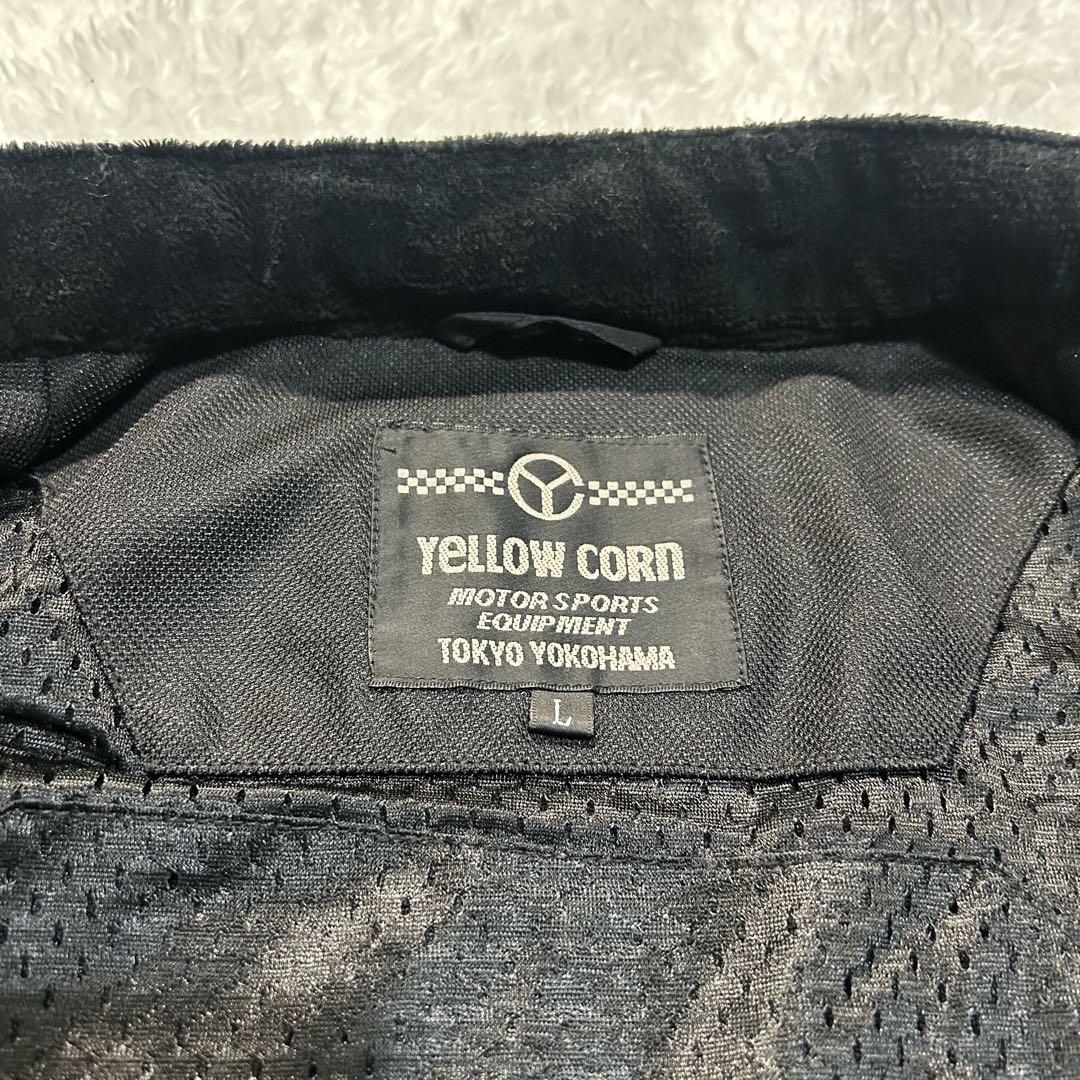 YELLOW CORN
MOTOR SPORTS
EQUIPMENT
TOKYO YOKOHAMA
L